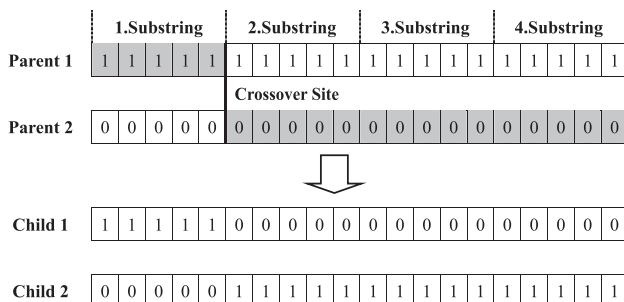 1.Substring 2.Substring 3.Substring 4.Substring
Parent 1 1 1 1 1 1 1 1 1 1 1 1 1 1 1 1 1 1 1 1 1
Crossover Site
Parent 2 0 0 0 0 0 0 0 0 0 0 0 0 0 0 0 0 0 0 0 0
Child 1 1 1 1 1 1 0 0 0 0 0 0 0 0 0 0 0 0 0 0 0
Child 2 0 0 0 0 0 1 1 1 1 1 1 1 1 1 1 1 1 1 1 1